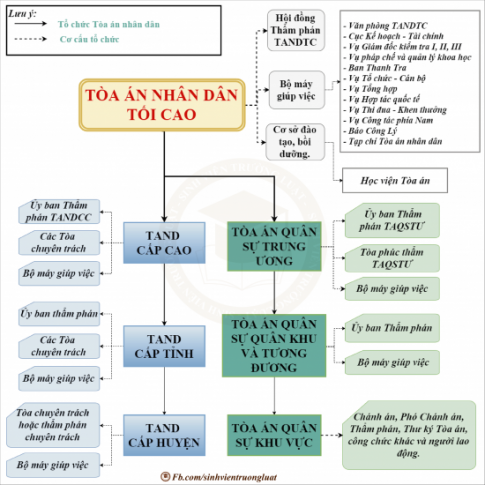 Lưu ý:
Tổ chức Tòa án nhân dân
Cơ cấu tổ chức
Hội đồng
Thẩm phán
TANDTC
Bộ máy
giúp việc
Cơ sở đào
tạo, bồi
dưỡng.
- Văn phòng TANDTC
- Cục Kế hoạch - Tài chính
- Vụ Giám đốc kiểm tra I, II, III
- Vụ pháp chế và quản lý khoa học
- Ban Thanh Tra
- Vụ Tổ chức - Cán bộ
- Vụ Tổng hợp
- Vụ Hợp tác quốc tế
- Vụ Thi đua - Khen thưởng
- Vụ Công tác phía Nam
- Báo Công Lý
- Tạp chí Tòa án nhân dân
Học viện Tòa án
TÒA ÁN NHÂN DÂN
TỐI CAO
Ủy ban Thẩm
phán TANDCC
Các Tòa
chuyên trách
Bộ máy giúp việc
TAND
CẤP CAO
TÒA ÁN QUÂN
SỰ TRUNG
ƯƠNG
Ủy ban Thẩm
phán TAQSTƯ
Tòa phúc thẩm
TAQSTƯ
Bộ máy giúp việc
Ủy ban thẩm phán
Các Tòa
chuyên trách
Bộ máy giúp việc
TAND
CẤP TỈNH
TÒA ÁN QUÂN
SỰ QUÂN KHU
VÀ TƯƠNG
ĐƯƠNG
Ủy ban Thẩm phán
Bộ máy giúp việc
Tòa chuyên trách
hoặc thẩm phán
chuyên trách
Bộ máy giúp việc
TAND
CẤP HUYỆN
TÒA ÁN QUÂN
SỰ KHU VỰC
Chánh án, Phó Chánh án,
Thẩm phán, Thư ký Tòa án,
công chức khác và người lao
động.
Fb.com/sinhvientruongluat